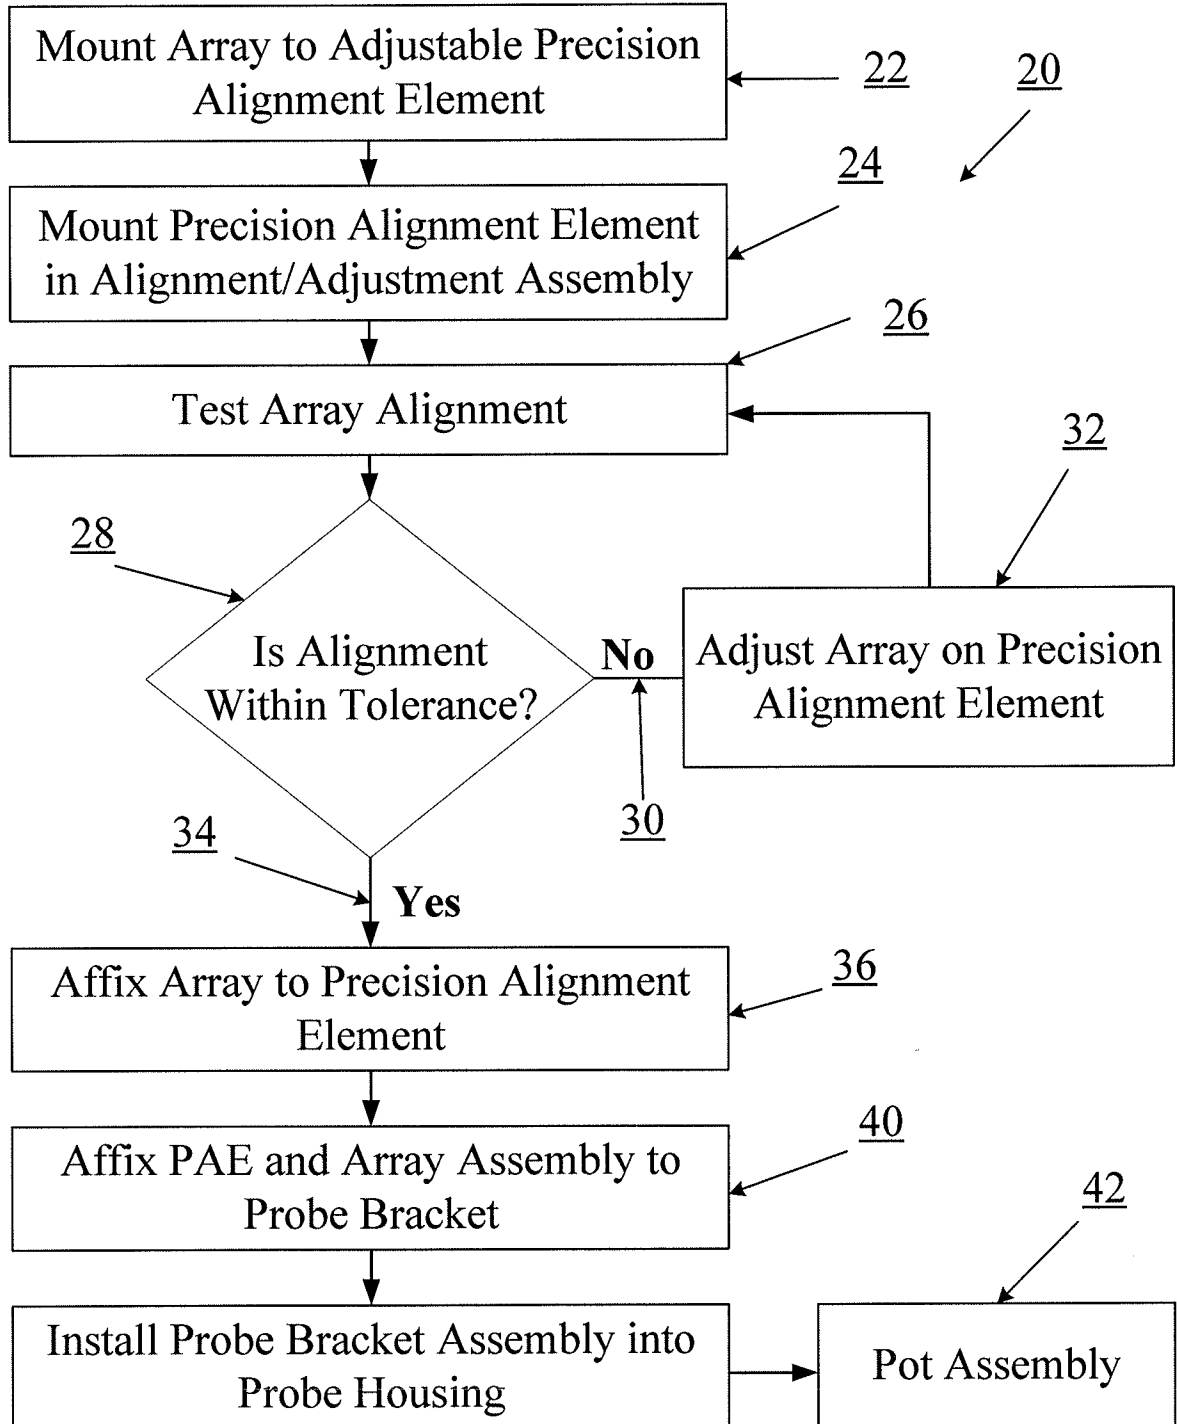 Mount Array to Adjustable Precision
Alignment Element
22
20
24
Mount Precision Alignment Element
in Alignment/Adjustment Assembly
26
Test Array Alignment
32
28
Is Alignment
Within Tolerance?
No
Adjust Array on Precision
Alignment Element
30
34
Yes
36
Affix Array to Precision Alignment
Element
40
Affix PAE and Array Assembly to
Probe Bracket
42
Install Probe Bracket Assembly into
Probe Housing
Pot Assembly